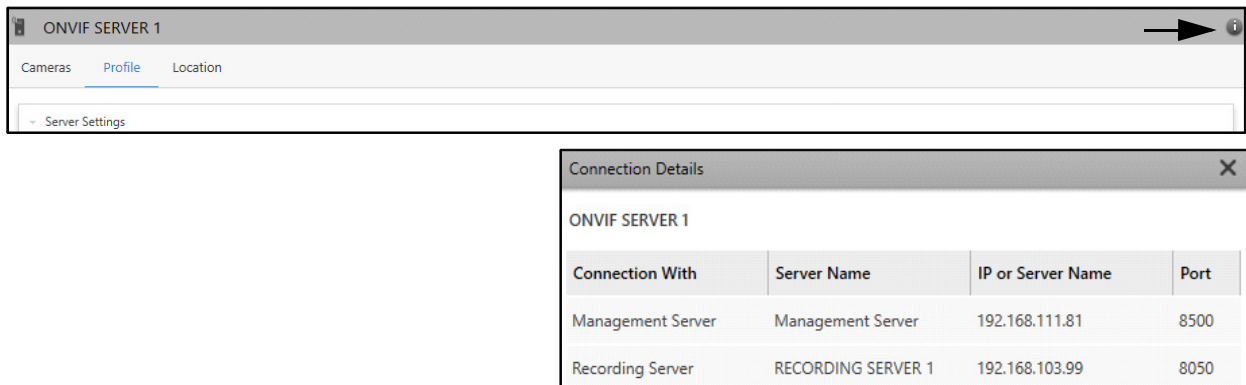 ONVIF SERVER 1
Cameras Profile Location
Server Settings
Connection Details
ONVIF SERVER 1
Connection With Server Name IP or Server Name Port
Management Server Management Server 192.168.111.81 8500
Recording Server RECORDING SERVER 1 192.168.103.99 8050